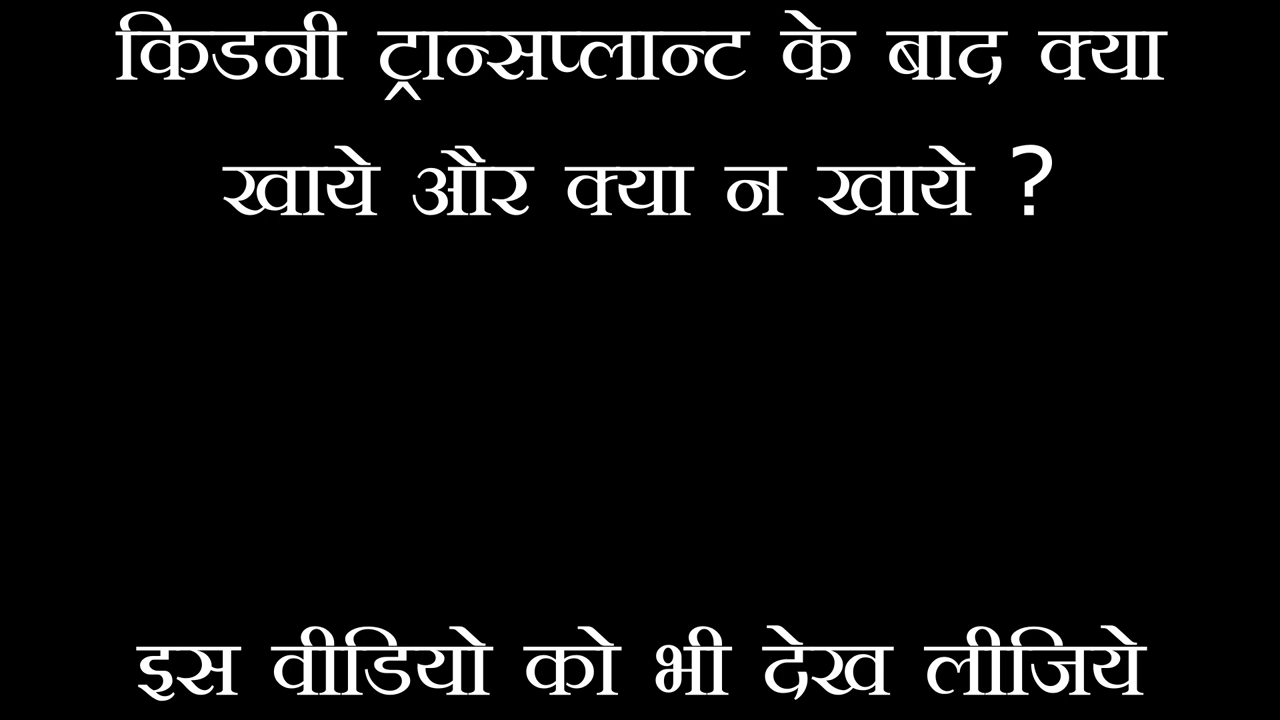 किडनी ट्रान्सप्लान्ट के बाद क्या
खाये और क्या न खाये ?
इस वीडियो को भी देख लीजिये